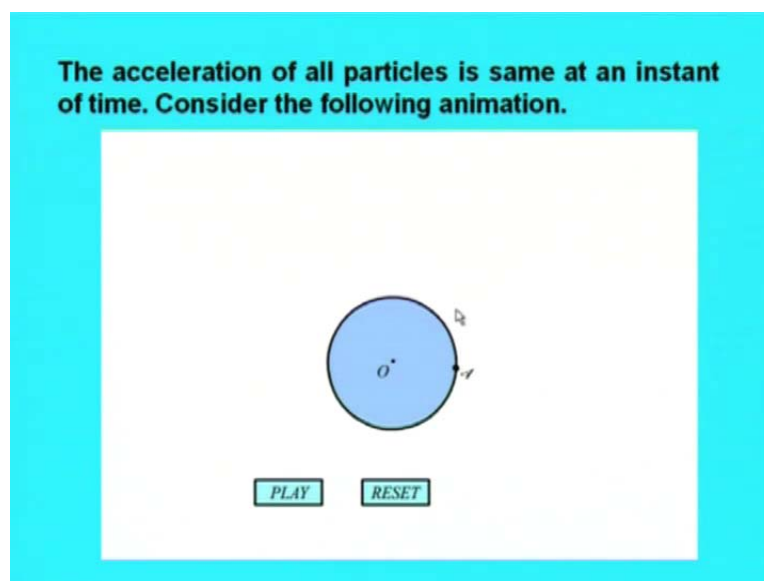 The acceleration of all particles is same at an instant
of time. Consider the following animation.
O
A
PLAY
RESET